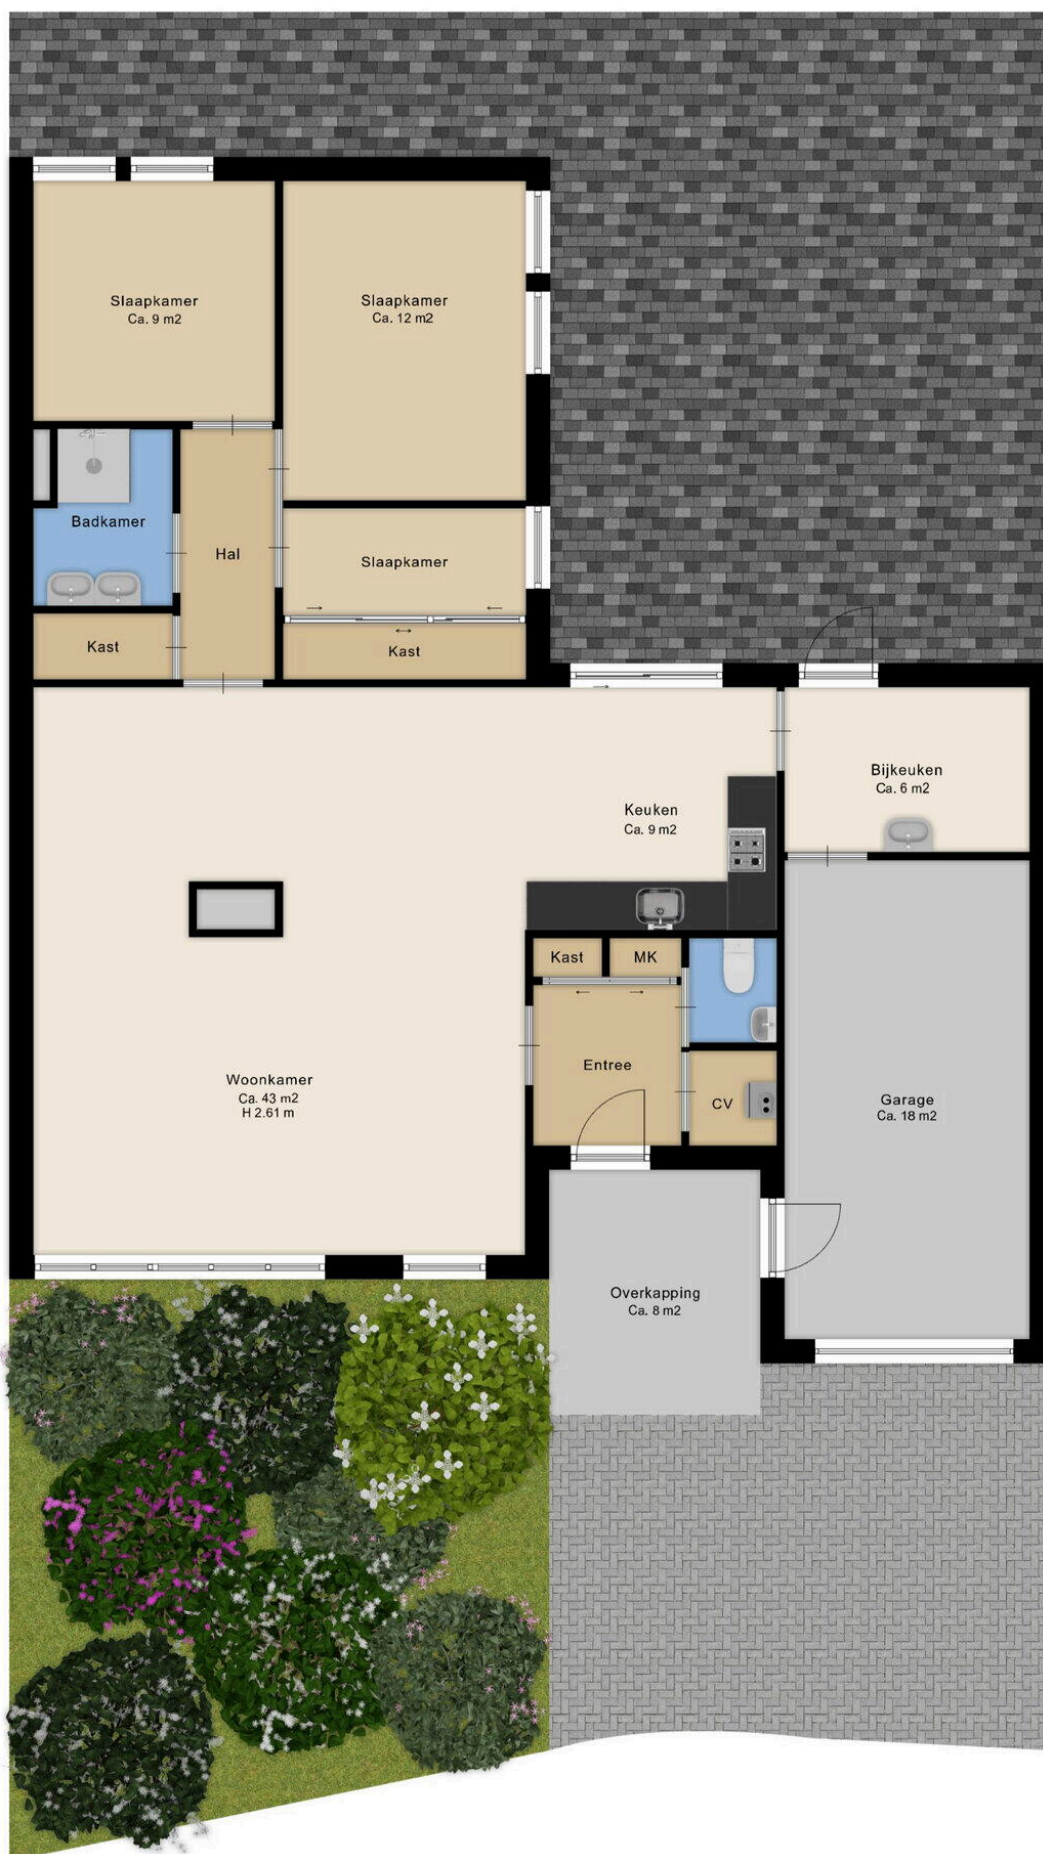 Slaapkamer
Ca. 9 m2
Slaapkamer
Ca. 12 m2
Badkamer
Hal
Slaapkamer
Kast
Kast
Keuken
Ca. 9 m2
Bijkeuken
Ca. 6 m2
Kast
MK
Entree
CV
Woonkamer
Ca. 43 m2
H 2.61 m
Garage
Ca. 18 m2
Overkapping
Ca. 8 m2